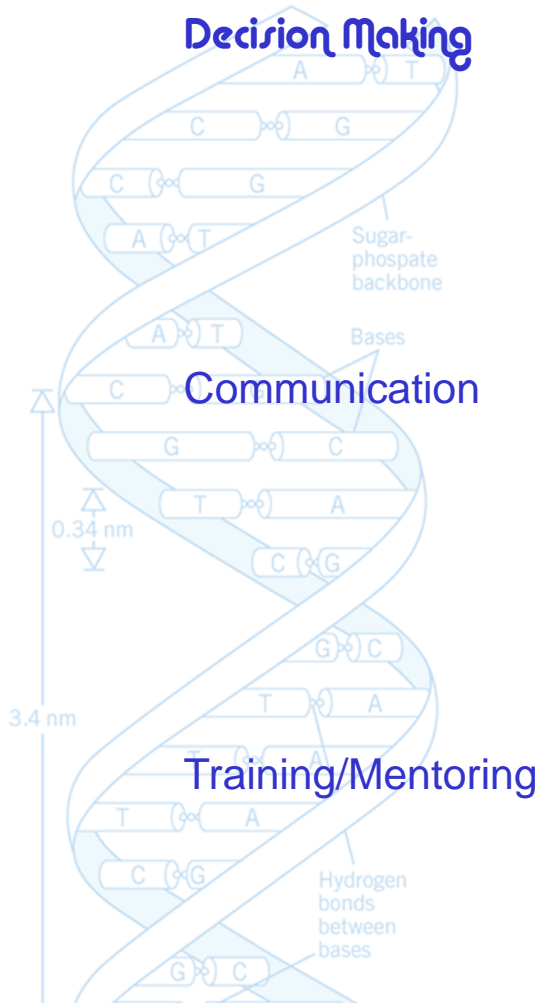 Decision Making
A T
C G
C G
A T
Sugar-
phospate
backbone
A T
Bases
C G
Communication
G C
T A
0.34 nm
C G
G C
T A
3.4 nm
T A
Training/Mentoring
T A
C G
Hydrogen
bonds
between
bases
G C